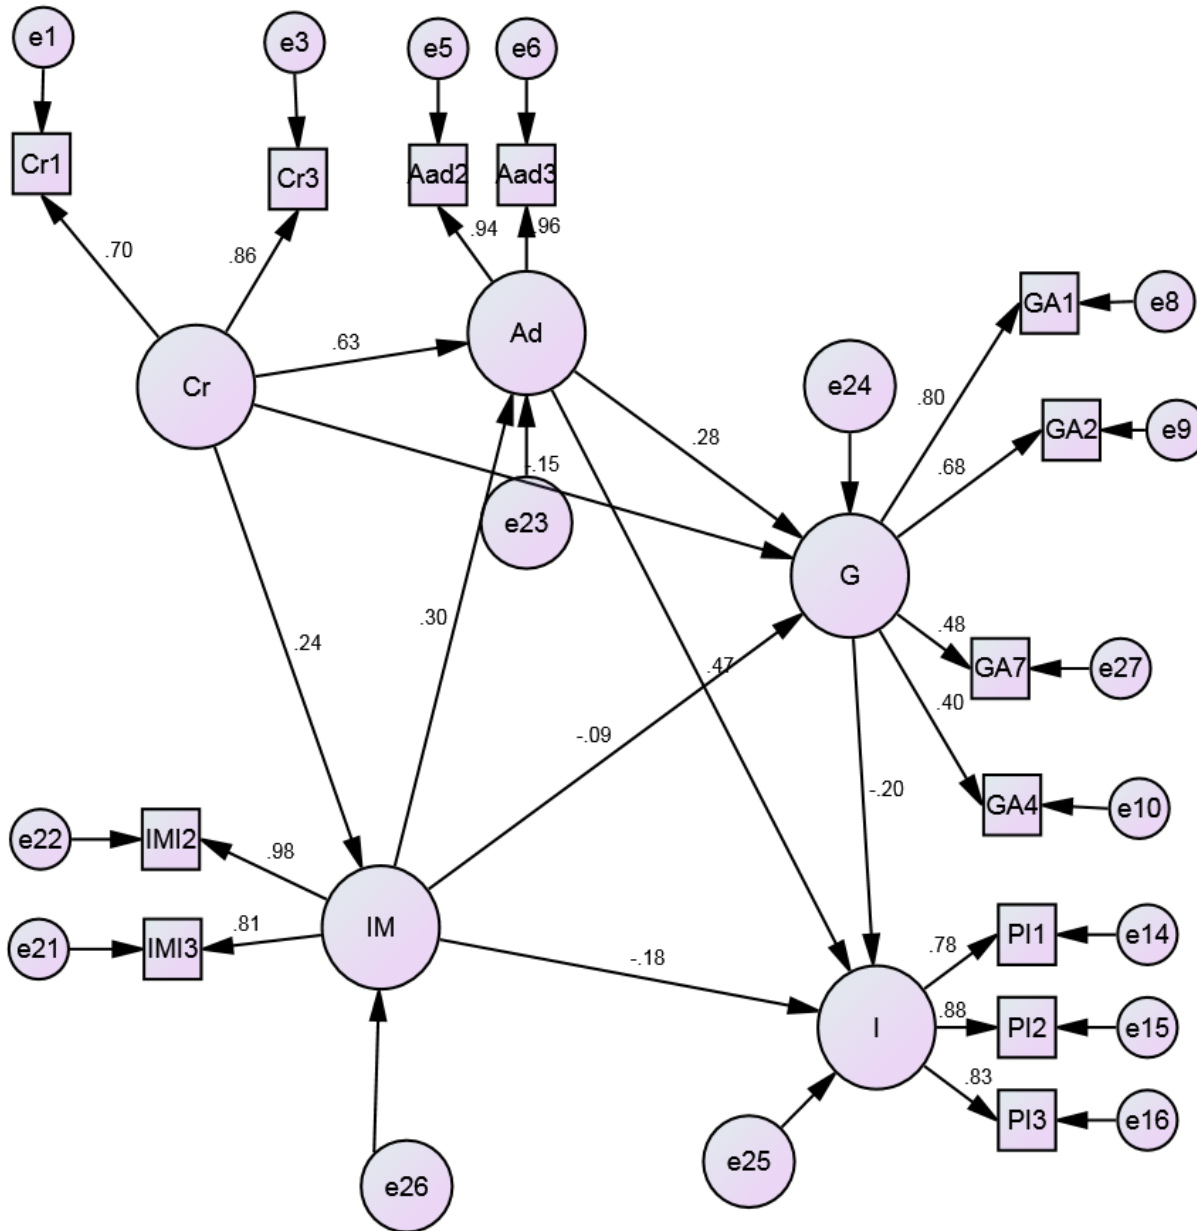 e1
e3
e5
e6
Cr1
Cr3
Aad2
Aad3
.70
.86
.94
.96
Cr
.63
Ad
GA1
e8
e24
.80
GA2
e9
.28
.68
-.15
e23
G
.24
.30
.48
GA7
e27
.47
.40
-.09
-.20
GA4
e10
e22
IMI2
.98
e21
IMI3
.81
IM
-.18
PI1
e14
.78
I
.88
PI2
e15
.83
PI3
e16
e25
e26